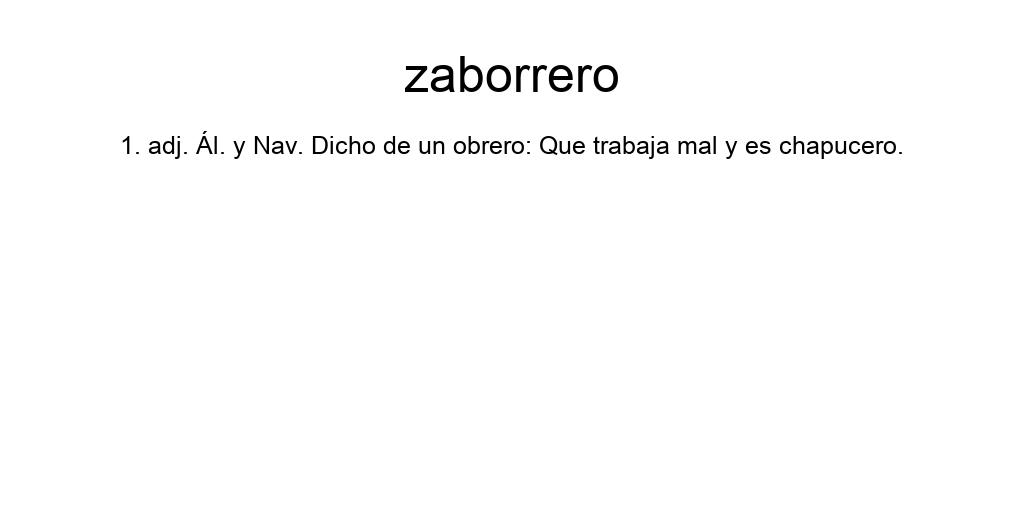 zaborrero
1. adj. Ál. y Nav. Dicho de un obrero: Que trabaja mal y es chapucero.